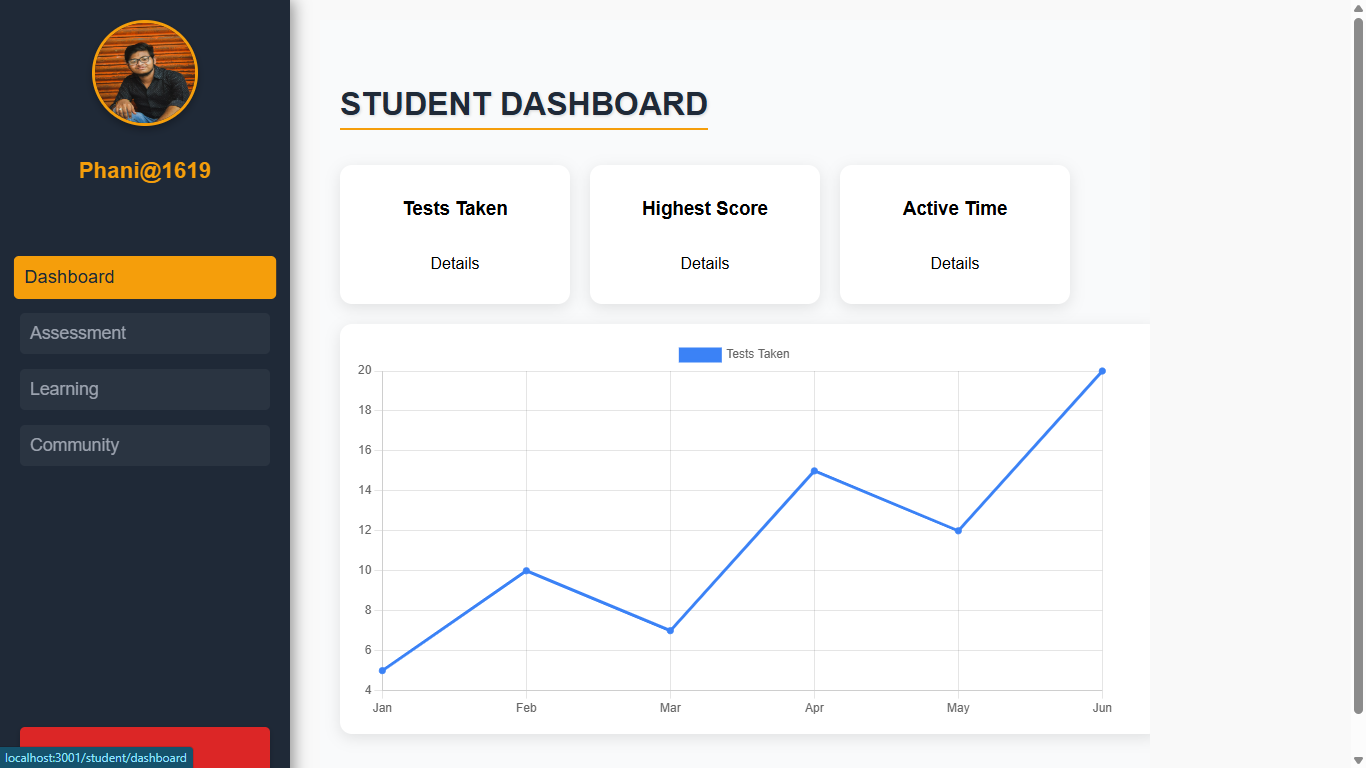 Phani@1619
Dashboard
Assessment
Learning
Community
localhost:3001/student/dashboard
STUDENT DASHBOARD
Tests Taken
Details
Highest Score
Details
Active Time
Details
Tests Taken
20
18
16
14
12
10
8
6
4
Jan Feb Mar Apr May Jun